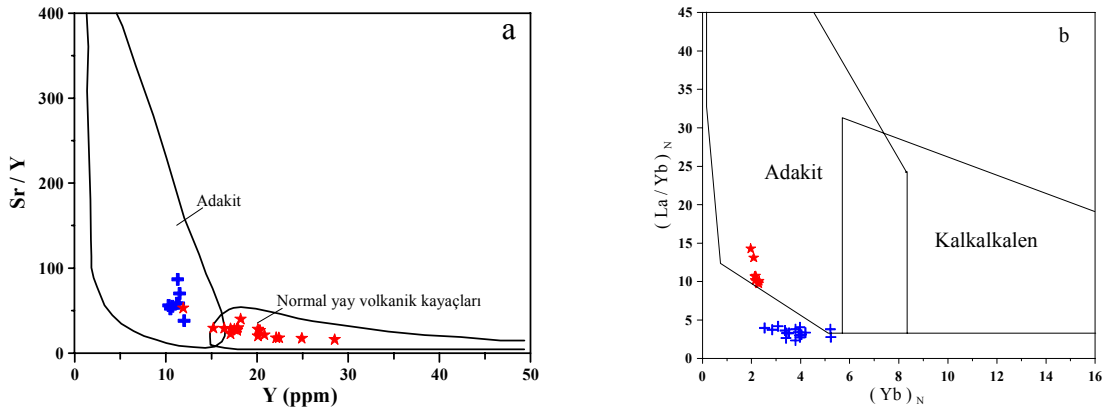 a
400
300
200
100
0
Sr / Y
Adakit
Normal yay volkanik kayaçları
0 10 20 30 40 50
Y (ppm)
b
45
40
35
30
25
20
15
10
5
0
( La / Yb ) N
Adakit
Kalkalkalen
0 2 4 6 8 10 12 14 16
( Yb ) N